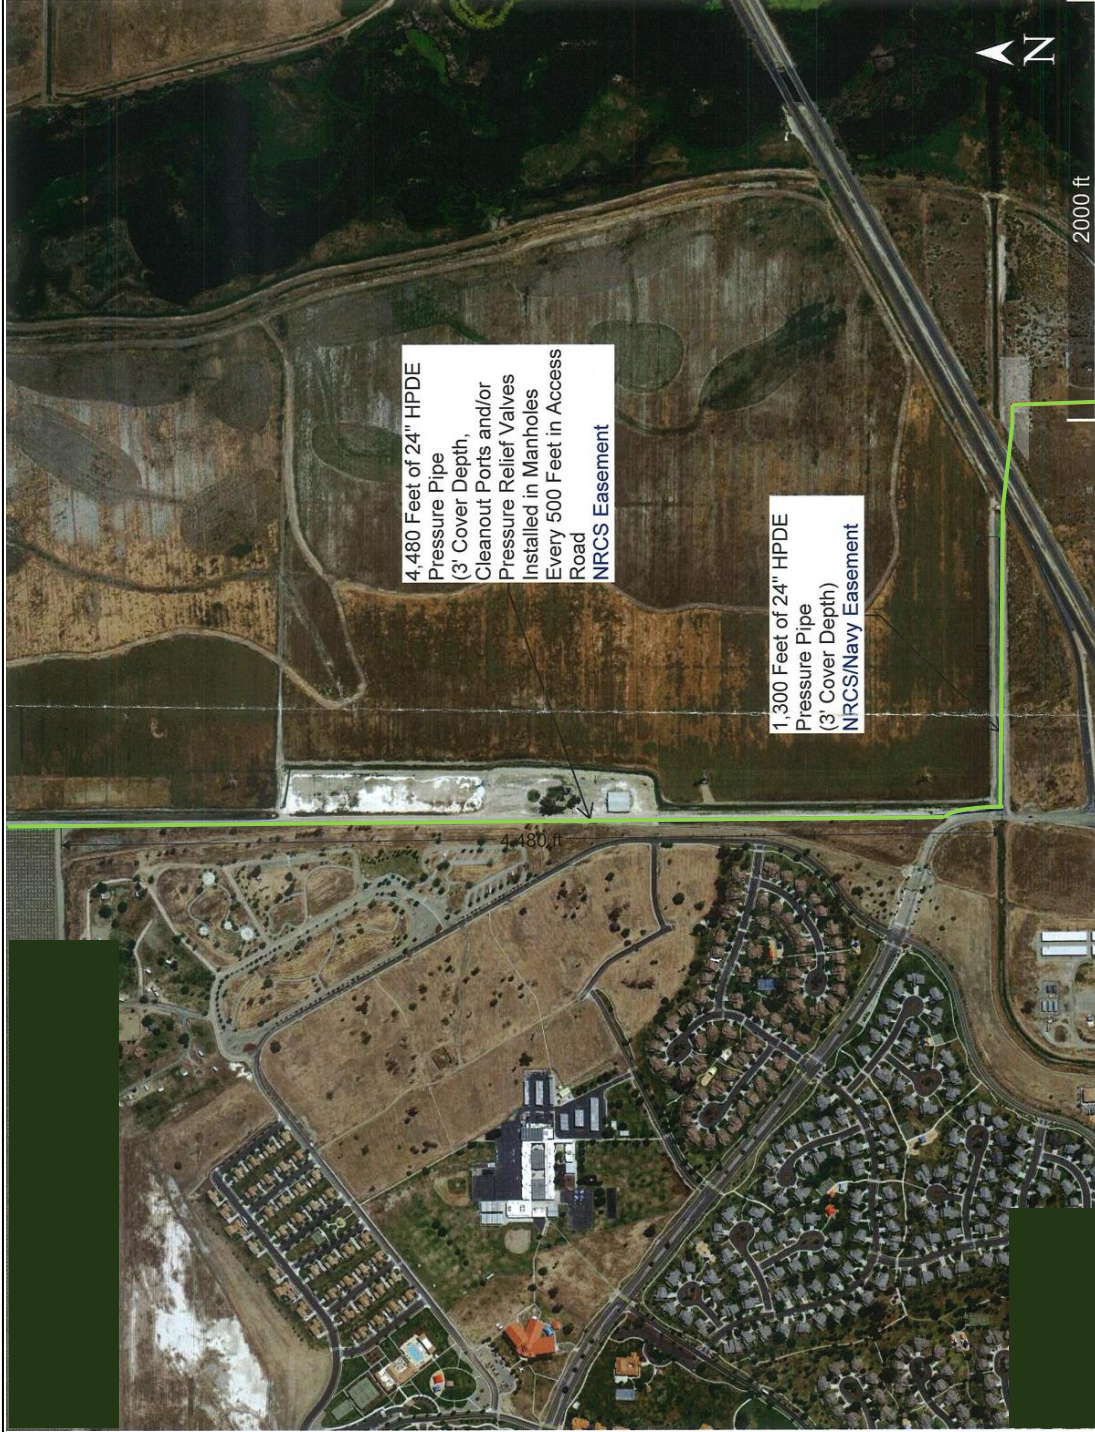 N
2000 ft
4,480 Feet of 24" HPDE
Pressure Pipe
(3' Cover Depth,
Cleanout Ports and/or
Pressure Relief Valves
Installed in Manholes
Every 500 Feet in Access
Road
NRCS Easement
1,300 Feet of 24" HPDE
Pressure Pipe
(3' Cover Depth)
NRCS/Navy Easement
4,480 ft